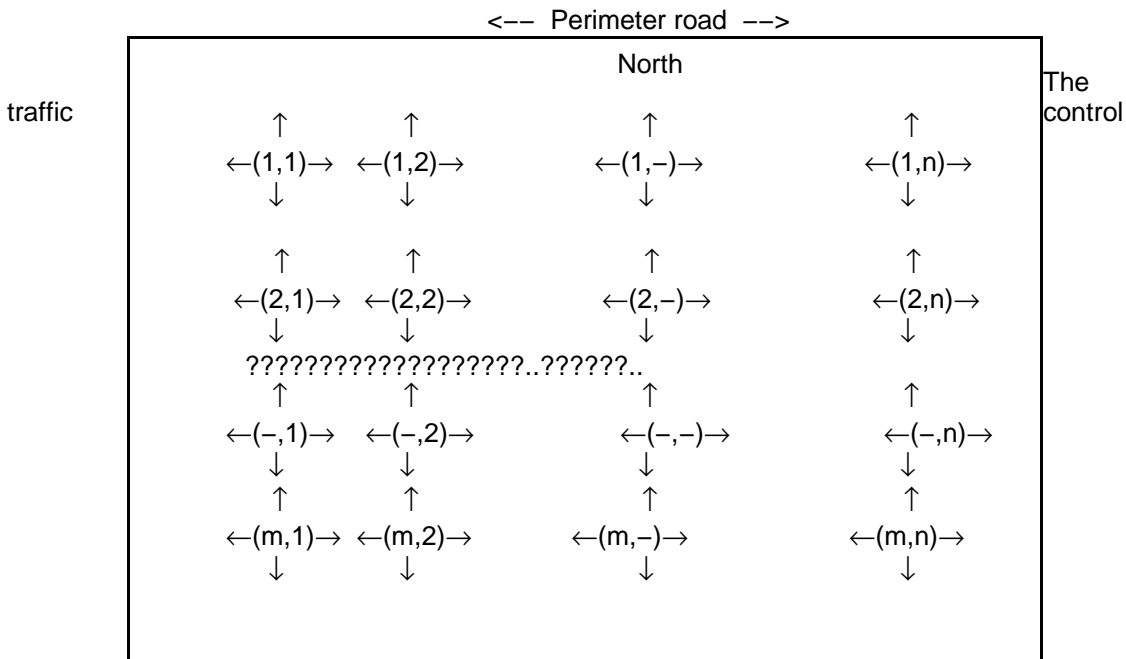 <−− Perimeter road −−>
North
The
traffic
control
↑ ↑ ↑ ↑
←(1,1)→ ←(1,2)→ ←(1,−)→ ←(1,n)→
↓ ↓ ↓ ↓
↑ ↑ ↑ ↑
←(2,1)→ ←(2,2)→ ←(2,−)→ ←(2,n)→
↓ ↓ ↓ ↓
???????????????????..??????..
↑ ↑ ↑ ↑
←(−,1)→ ←(−,2)→ ←(−,−)→ ←(−,n)→
↓ ↓ ↓ ↓
↑ ↑ ↑ ↑
←(m,1)→ ←(m,2)→ ←(m,−)→ ←(m,n)→
↓ ↓ ↓ ↓